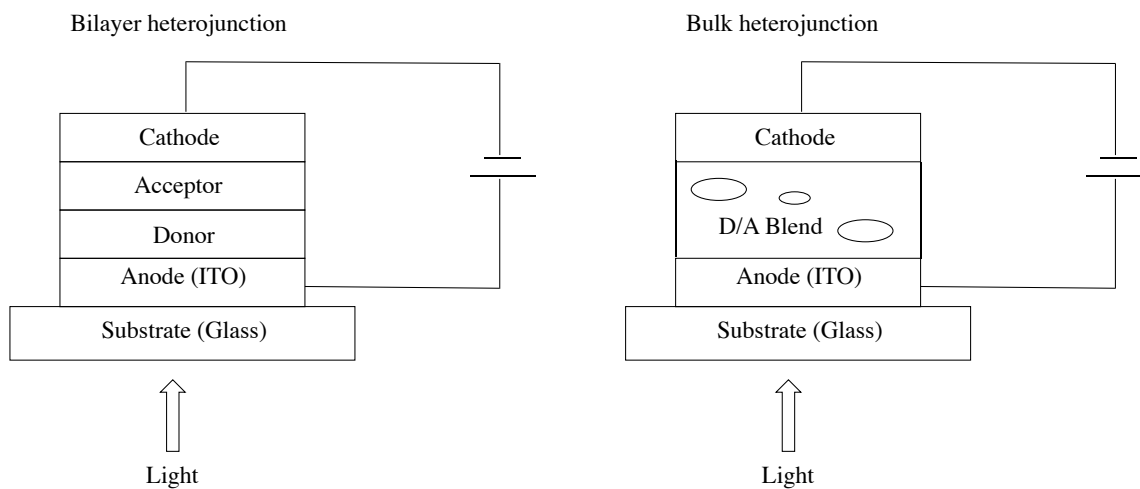 Bilayer heterojunction
Cathode
Acceptor
Donor
Anode (ITO)
Substrate (Glass)
Light
Bulk heterojunction
Cathode
D/A Blend
Anode (ITO)
Substrate (Glass)
Light